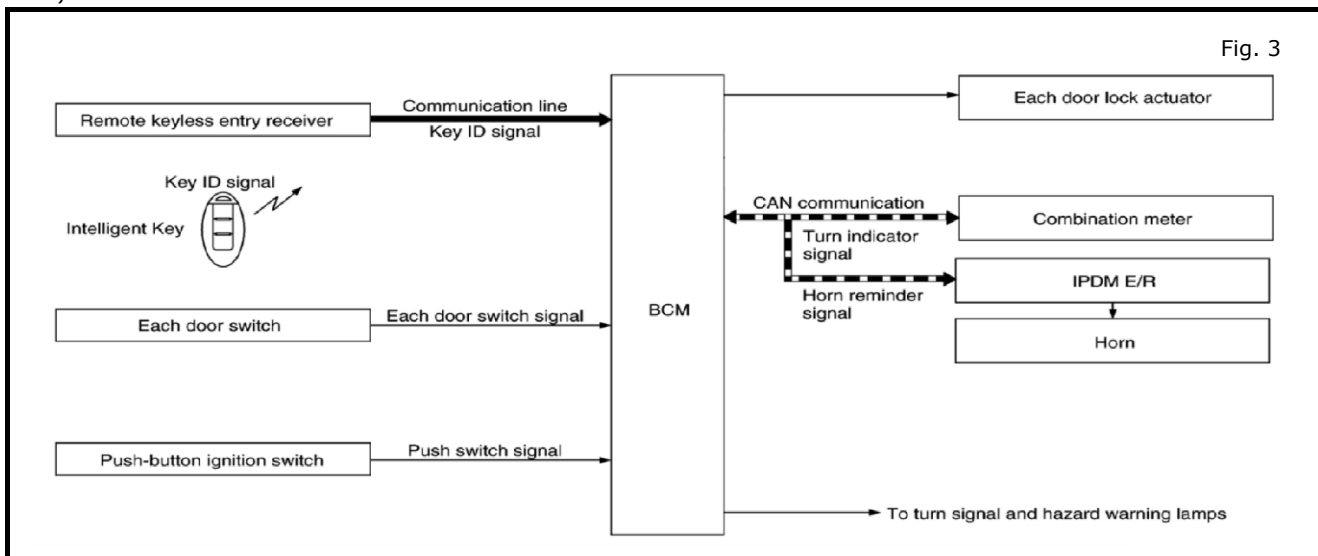 Fig. 3
Remote keyless entry receiver
Communication line
Key ID signal
Each door lock actuator
Key ID signal
Intelligent Key
CAN communication
Combination meter
Turn indicator
signal
IPDM E/R
Horn reminder
signal
BCM
Each door switch
Each door switch signal
Horn
Push-button ignition switch
Push switch signal
To turn signal and hazard warning lamps